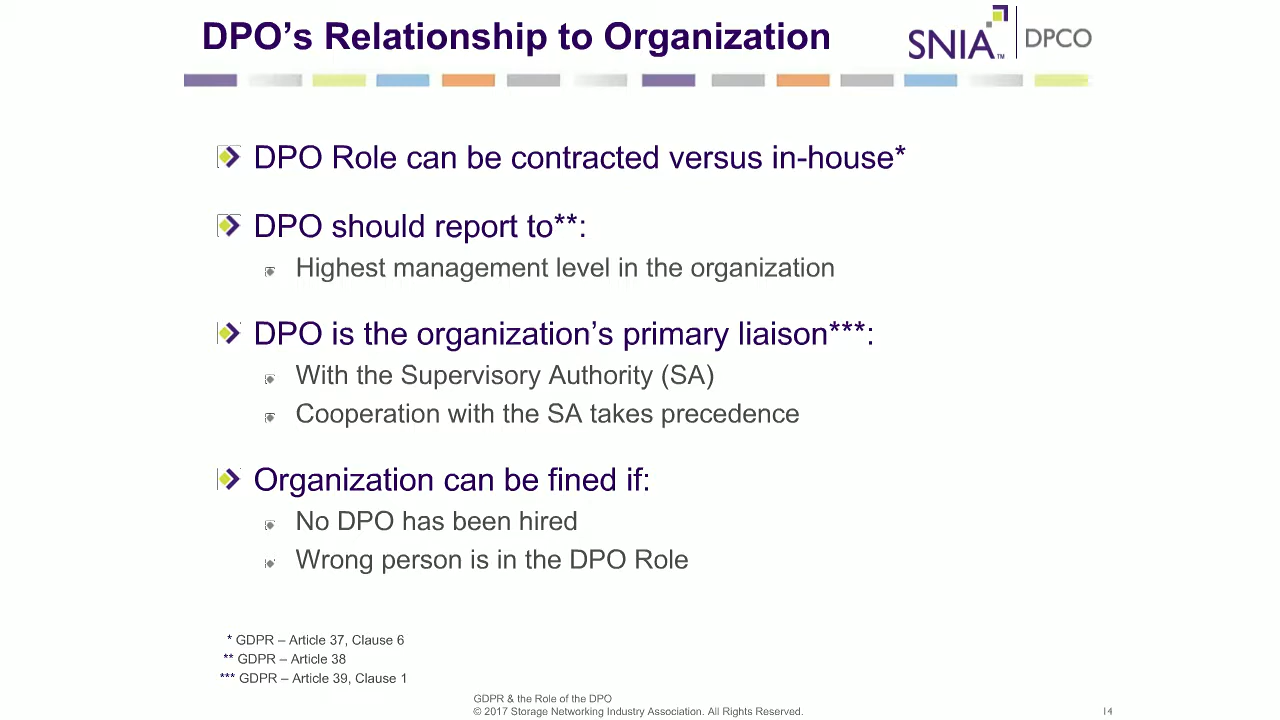 DPO’s Relationship to Organization
SNIA™ DPCO
DPO Role can be contracted versus in-house*
DPO should report to**:
Highest management level in the organization
DPO is the organization’s primary liaison***:
With the Supervisory Authority (SA)
Cooperation with the SA takes precedence
Organization can be fined if:
No DPO has been hired
Wrong person is in the DPO Role
* GDPR – Article 37, Clause 6
** GDPR – Article 38
*** GDPR – Article 39, Clause 1
GDPR & the Role of the DPO
© 2017 Storage Networking Industry Association. All Rights Reserved.
14